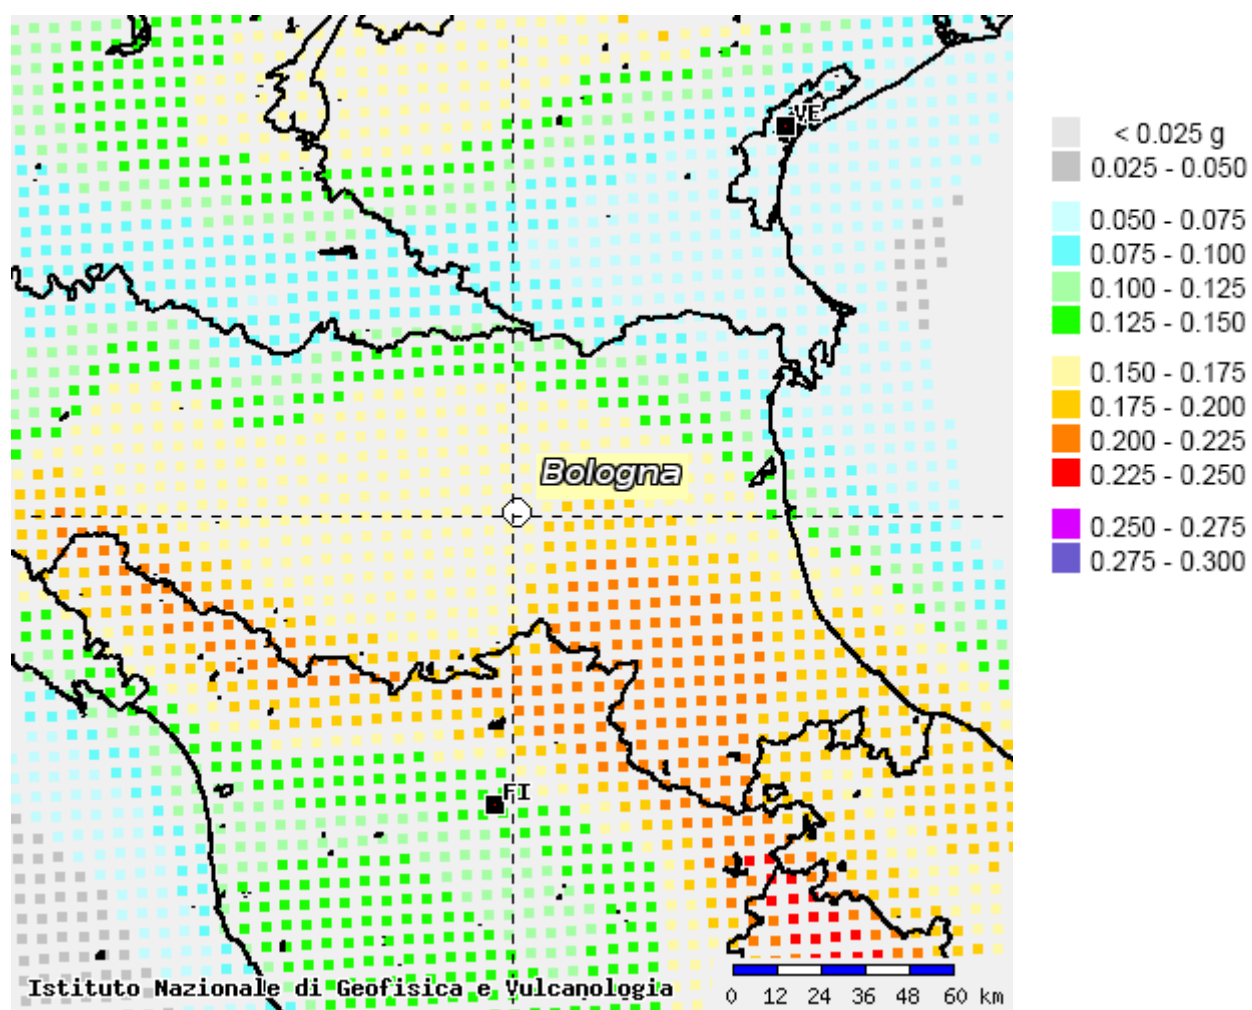 VE
< 0.025 g
0.025 - 0.050
0.050 - 0.075
0.075 - 0.100
0.100 - 0.125
0.125 - 0.150
0.150 - 0.175
0.175 - 0.200
0.200 - 0.225
0.225 - 0.250
0.250 - 0.275
0.275 - 0.300
Bologna
FI
Istituto Nazionale di Geofisica e Vulcanologia
0 12 24 36 48 60 km